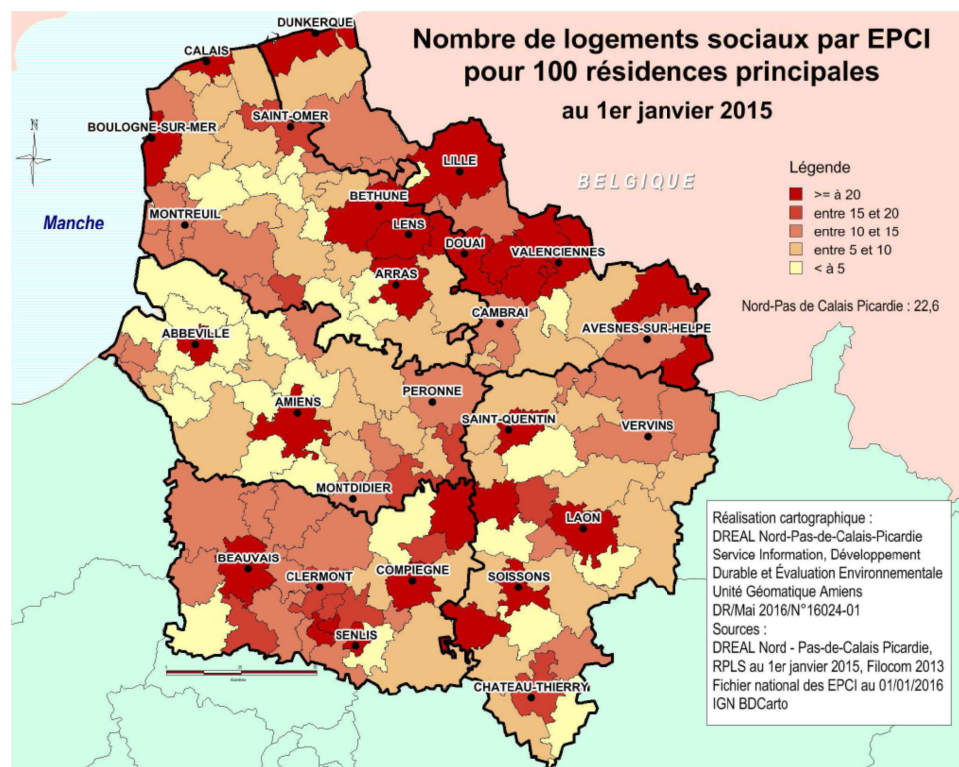 Nombre de logements sociaux par EPCI
pour 100 résidences principales
au 1er janvier 2015
DUNKERQUE
CALAIS
SAINT-OMER
BOULOGNE-SUR-MER
LILLE
BELGIQUE
Légende
>= à 20
entre 15 et 20
entre 10 et 15
entre 5 et 10
< à 5
Nord-Pas de Calais Picardie : 22,6
N
Manche
BETHUNE
MONTREUIL
LENS
DOUAI
VALENCIENNES
ARRAS
CAMBRAI
AVESNES-SUR-HELPE
ABBEVILLE
PERONNE
AMIENS
SAINT-QUENTIN
VERVINS
MONTDIDIER
LAON
BEAUVAIS
CLERMONT
COMPIEGNE
SOISSONS
SENLIS
CHATEAU-THIERRY
Réalisation cartographique :
DREAL Nord-Pas-de-Calais-Picardie
Service Information, Développement
Durable et Évaluation Environnementale
Unité Géomatique Amiens
DR/Mai 2016/N°16024-01
Sources :
DREAL Nord - Pas-de-Calais Picardie,
RPLS au 1er janvier 2015, Filocom 2013
Fichier national des EPCI au 01/01/2016
IGN BDCarto